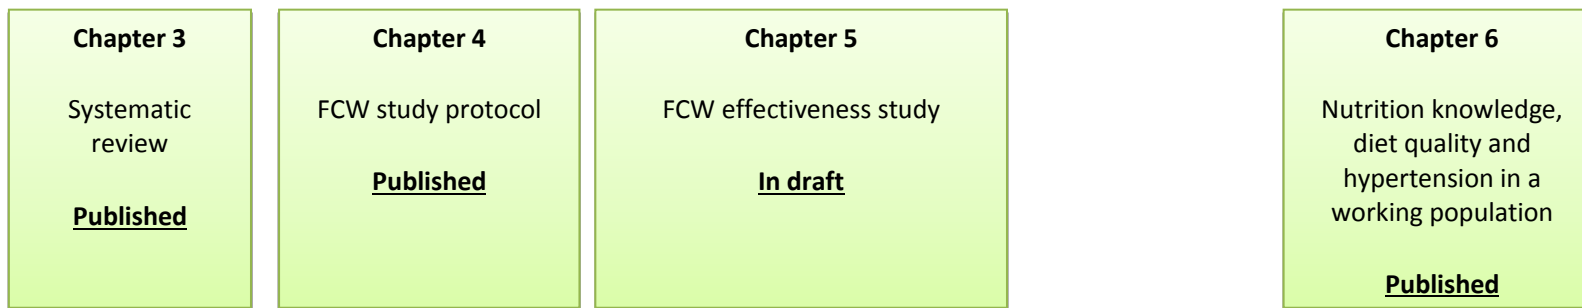 Chapter 3
Systematic
review
Published
Chapter 4
FCW study protocol
Published
Chapter 5
FCW effectiveness study
In draft
Chapter 6
Nutrition knowledge,
diet quality and
hypertension in a
working population
Published